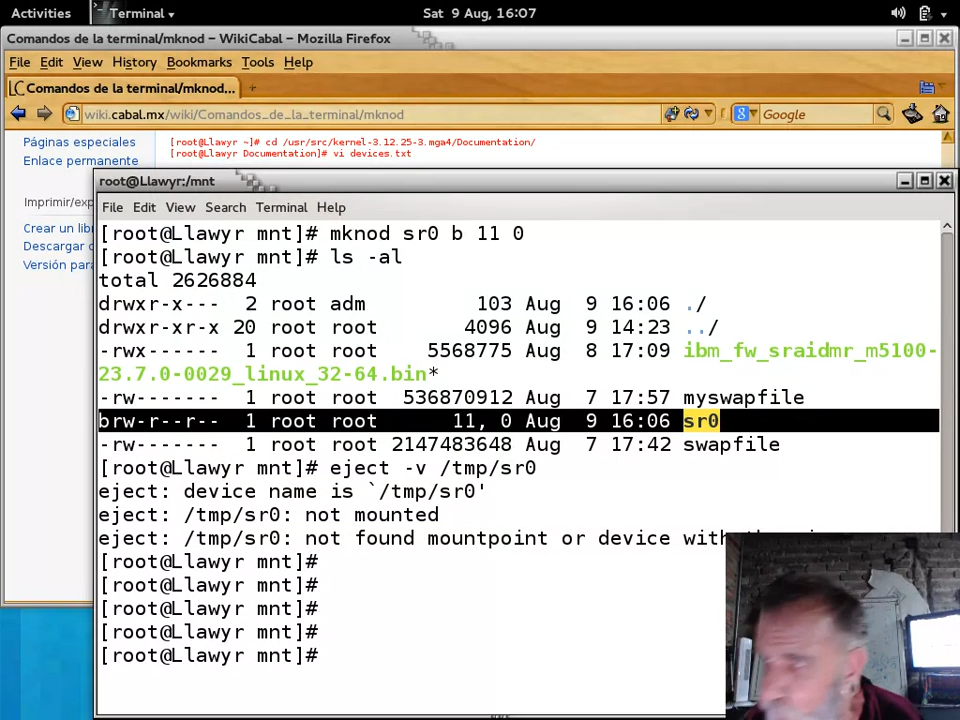 Activities
Terminal
Sat 9 Aug, 16:07
Comandos de la terminal/mknod – WikiCabal – Mozilla Firefox
File Edit View History Bookmarks Tools Help
Comandos de la terminal/mknod...
wiki.cabal.mx/wiki/Comandos_de_la_terminal/mknod
Google
Páginas especiales
Enlace permanente
[root@Llawyr ~]# cd /usr/src/kernel-3.12.25-3.mga4/Documentation/
[root@Llawyr Documentation]# vi devices.txt
Imprimir/exp
Crear un lib
Descargar
Versión para
root@Llawyr:/mnt
File Edit View Search Terminal Help
[root@Llawyr mnt]# mknod sr0 b 11 0
[root@Llawyr mnt]# ls -al
total 2626884
drwxr-x--- 2 root adm 103 Aug 9 16:06 ./
drwxr-xr-x 20 root root 4096 Aug 9 14:23 ../
-rwx------ 1 root root 5568775 Aug 8 17:09 ibm_fw_sraidmr_m5100-
23.7.0-0029_linux_32-64.bin*
-rw------- 1 root root 536870912 Aug 7 17:57 myswapfile
brw-r--r-- 1 root root 11, 0 Aug 9 16:06 sr0
-rw------- 1 root root 2147483648 Aug 7 17:42 swapfile
[root@Llawyr mnt]# eject -v /tmp/sr0
eject: device name is `/tmp/sr0'
eject: /tmp/sr0: not mounted
eject: /tmp/sr0: not found mountpoint or device
[root@Llawyr mnt]#
[root@Llawyr mnt]#
[root@Llawyr mnt]#
[root@Llawyr mnt]#
[root@Llawyr mnt]#